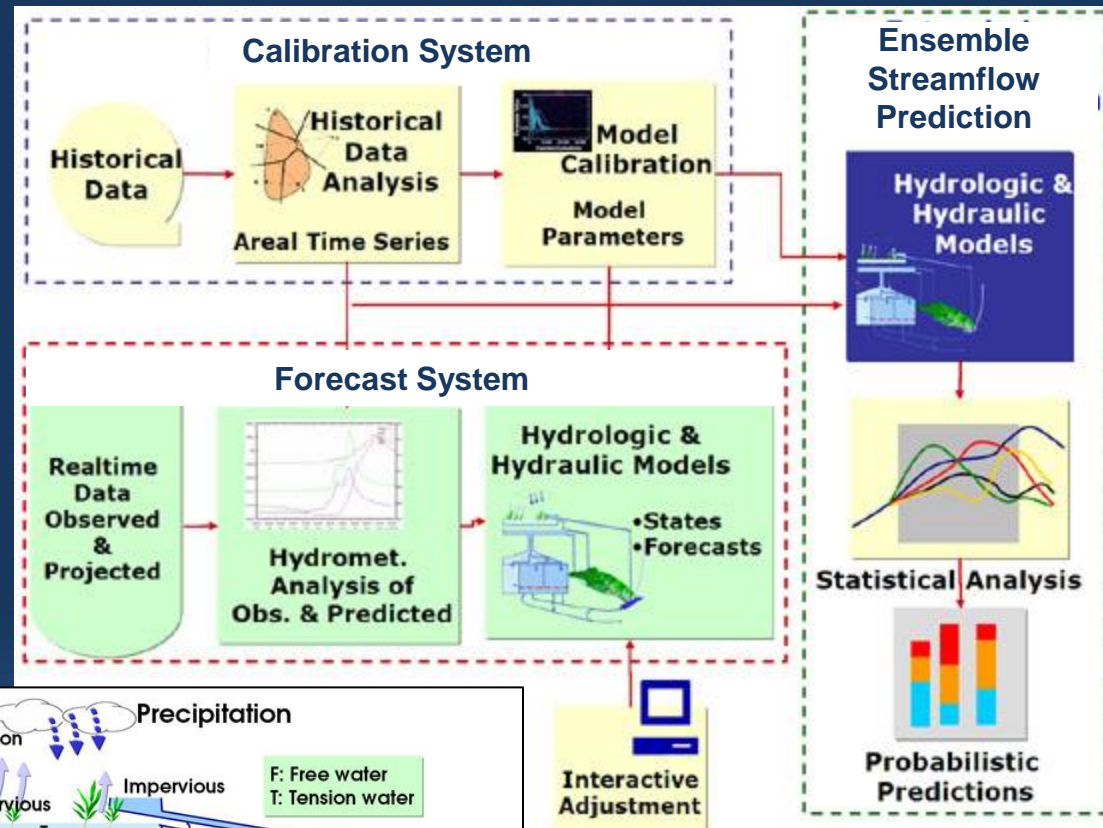 Calibration System
Historical
Data
Historical
Data
Analysis
Areal Time Series
Model
Calibration
Model
Parameters
Ensemble
Streamflow
Prediction
Hydrologic &
Hydraulic
Models
Statistical Analysis
Probabilistic
Predictions
Forecast System
Realtime
Data
Observed
&
Projected
Hydromet.
Analysis of
Obs. & Predicted
Hydrologic &
Hydraulic Models
•States
•Forecasts
Interactive
Adjustment
Precipitation
on
Impervious
rvious
F: Free water
T: Tension water